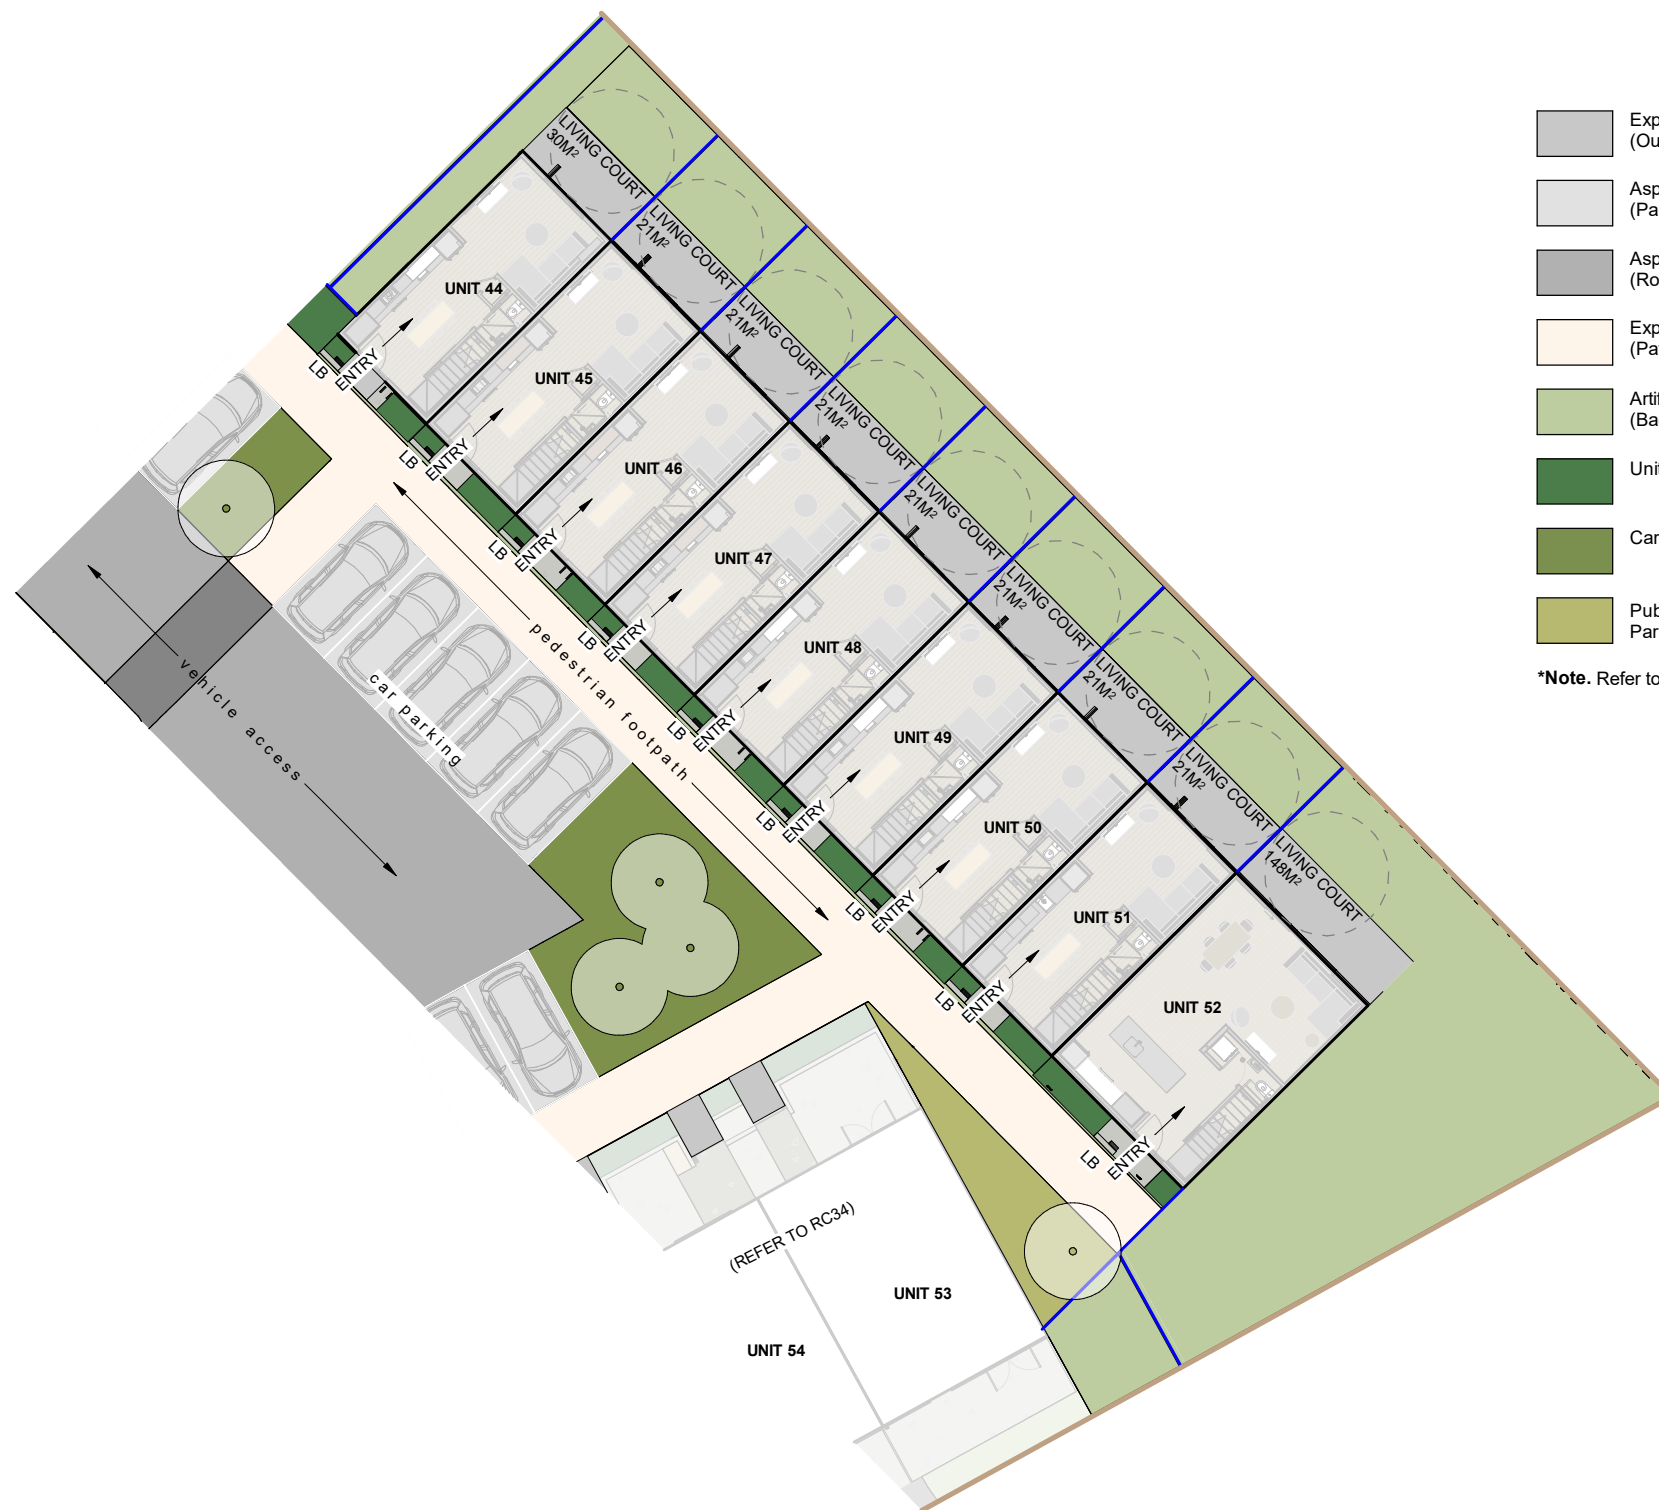 LIVING COURT
30M²
LIVING COURT
21M²
LIVING COURT
21M²
LIVING COURT
21M²
LIVING COURT
21M²
LIVING COURT
21M²
LIVING COURT
21M²
LIVING COURT
21M²
LIVING COURT
148M²
UNIT 44
UNIT 45
UNIT 46
UNIT 47
UNIT 48
UNIT 49
UNIT 50
UNIT 51
UNIT 52
LB
ENTRY
LB
ENTRY
LB
ENTRY
LB
ENTRY
LB
ENTRY
LB
ENTRY
LB
ENTRY
LB
ENTRY
LB
ENTRY
pedestrian footpath
car parking
vehicle access
(REFER TO RC34)
UNIT 53
UNIT 54
Exp
(Ou
Asp
(Pa
Asp
(Ro
Exp
(Pat
Artif
(Ba
Unit
Car
Pub
Par
*Note. Refer to